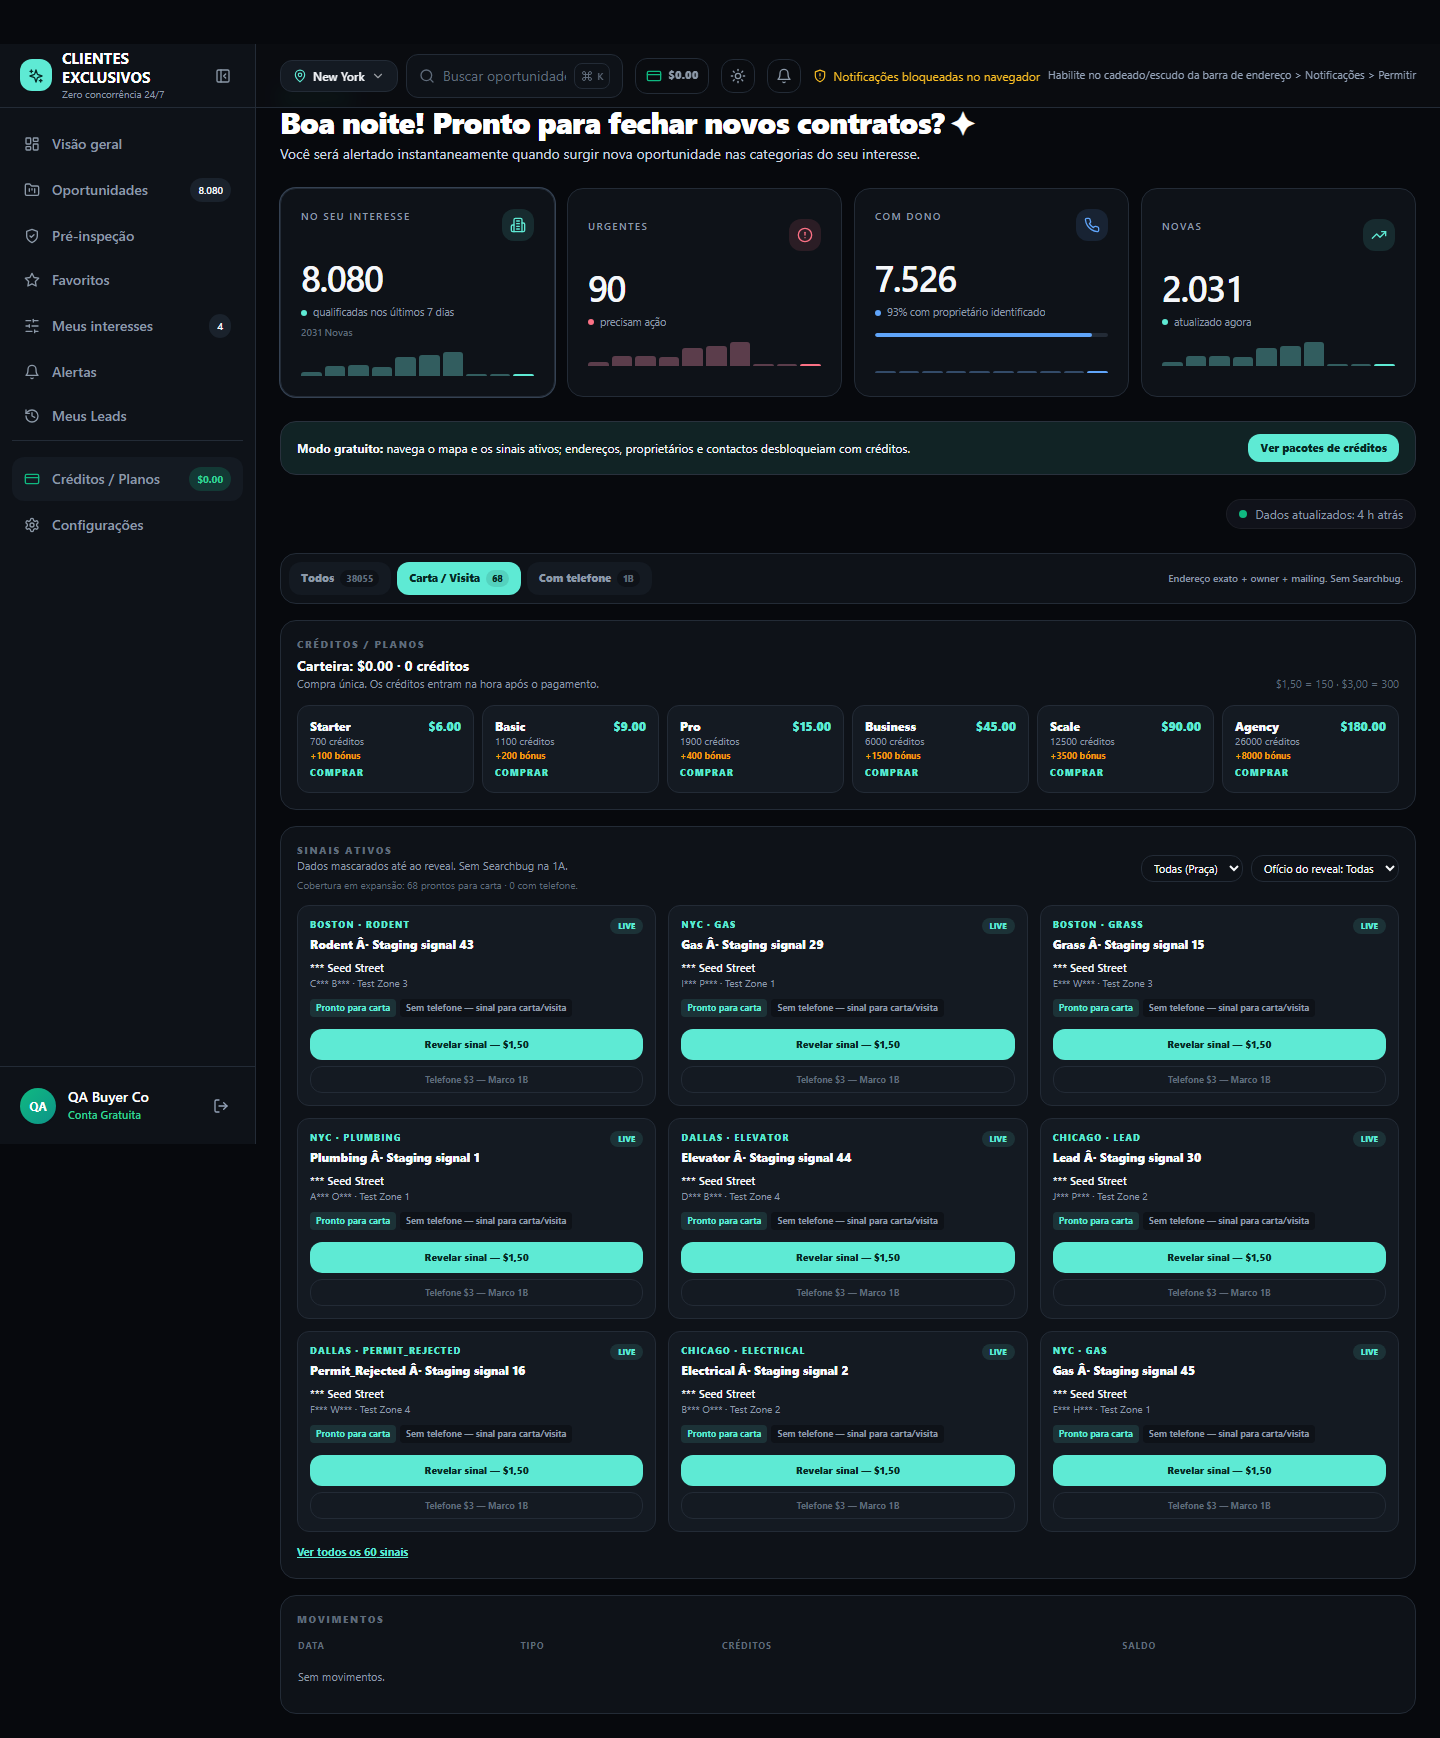 CLIENTES
EXCLUSIVOS
Zero concorrência 24/7
Visão geral
Oportunidades 8.080
Pré-inspeção
Favoritos
Meus interesses 4
Alertas
Meus Leads
Créditos / Planos $0.00
Configurações
QA QA Buyer Co
Conta Gratuita
New York
Buscar oportunidad
⌘ K
$0.00
Notificações bloqueadas no navegador
Habilite no cadeado/escudo da barra de endereço > Notificações > Permitir
Boa noite! Pronto para fechar novos contratos? ✦
Você será alertado instantaneamente quando surgir nova oportunidade nas categorias do seu interesse.
NO SEU INTERESSE
8.080
qualificadas nos últimos 7 dias
2031 Novas
URGENTES
90
precisam ação
COM DONO
7.526
93% com proprietário identificado
NOVAS
2.031
atualizado agora
Modo gratuito: navega o mapa e os sinais ativos; endereços, proprietários e contactos desbloqueiam com créditos.
Ver pacotes de créditos
Dados atualizados: 4 h atrás
Todos 38055
Carta / Visita 68
Com telefone 1B
Endereço exato + owner + mailing. Sem Searchbug.
CRÉDITOS / PLANOS
Carteira: $0.00 · 0 créditos
Compra única. Os créditos entram na hora após o pagamento.
$1,50 = 150 · $3,00 = 300
Starter $6.00
700 créditos
+100 bónus
COMPRAR
Basic $9.00
1100 créditos
+200 bónus
COMPRAR
Pro $15.00
1900 créditos
+400 bónus
COMPRAR
Business $45.00
6000 créditos
+1500 bónus
COMPRAR
Scale $90.00
12500 créditos
+3500 bónus
COMPRAR
Agency $180.00
26000 créditos
+8000 bónus
COMPRAR
SINAIS ATIVOS
Dados mascarados até ao reveal. Sem Searchbug na 1A.
Cobertura em expansão: 68 prontos para carta · 0 com telefone.
Todas (Praça)
Ofício do reveal: Todas
BOSTON · RODENT LIVE
Rodent Â· Staging signal 43
*** Seed Street
C*** B*** · Test Zone 3
Pronto para carta Sem telefone — sinal para carta/visita
Revelar sinal — $1,50
Telefone $3 — Marco 1B
NYC · GAS LIVE
Gas Â· Staging signal 29
*** Seed Street
I*** P*** · Test Zone 1
Pronto para carta Sem telefone — sinal para carta/visita
Revelar sinal — $1,50
Telefone $3 — Marco 1B
BOSTON · GRASS LIVE
Grass Â· Staging signal 15
*** Seed Street
E*** W*** · Test Zone 3
Pronto para carta Sem telefone — sinal para carta/visita
Revelar sinal — $1,50
Telefone $3 — Marco 1B
NYC · PLUMBING LIVE
Plumbing Â· Staging signal 1
*** Seed Street
A*** O*** · Test Zone 1
Pronto para carta Sem telefone — sinal para carta/visita
Revelar sinal — $1,50
Telefone $3 — Marco 1B
DALLAS · ELEVATOR LIVE
Elevator Â· Staging signal 44
*** Seed Street
D*** B*** · Test Zone 4
Pronto para carta Sem telefone — sinal para carta/visita
Revelar sinal — $1,50
Telefone $3 — Marco 1B
CHICAGO · LEAD LIVE
Lead Â· Staging signal 30
*** Seed Street
J*** P*** · Test Zone 2
Pronto para carta Sem telefone — sinal para carta/visita
Revelar sinal — $1,50
Telefone $3 — Marco 1B
DALLAS · PERMIT_REJECTED LIVE
Permit_Rejected Â· Staging signal 16
*** Seed Street
F*** W*** · Test Zone 4
Pronto para carta Sem telefone — sinal para carta/visita
Revelar sinal — $1,50
Telefone $3 — Marco 1B
CHICAGO · ELECTRICAL LIVE
Electrical Â· Staging signal 2
*** Seed Street
B*** O*** · Test Zone 2
Pronto para carta Sem telefone — sinal para carta/visita
Revelar sinal — $1,50
Telefone $3 — Marco 1B
NYC · GAS LIVE
Gas Â· Staging signal 45
*** Seed Street
E*** H*** · Test Zone 1
Pronto para carta Sem telefone — sinal para carta/visita
Revelar sinal — $1,50
Telefone $3 — Marco 1B
Ver todos os 60 sinais
MOVIMENTOS
DATA TIPO CRÉDITOS SALDO
Sem movimentos.